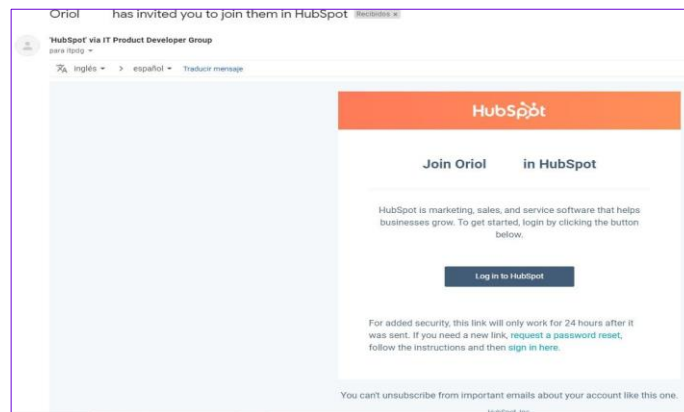 Oriol has invited you to join them in HubSpot Recibidos x
'HubSpot' via IT Product Developer Group
para itpdg
inglés > español Traducir mensaje
HubSpot
Join Oriol in HubSpot
HubSpot is marketing, sales, and service software that helps
businesses grow. To get started, login by clicking the button
below.
Log in to HubSpot
For added security, this link will only work for 24 hours after it
was sent. If you need a new link, request a password reset,
follow the instructions and then sign in here.
You can't unsubscribe from important emails about your account like this one.
HubSpot, Inc.